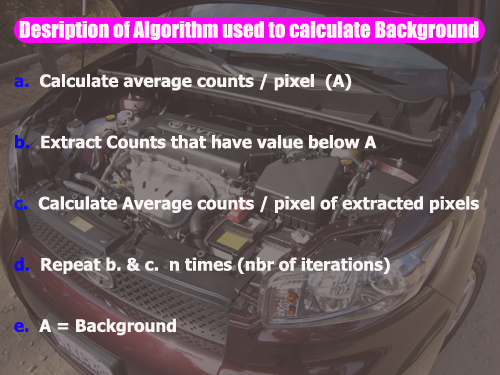 Desription of Algorithm used to calculate Background
a. Calculate average counts / pixel (A)
b. Extract Counts that have value below A
c. Calculate Average counts / pixel of extracted pixels
d. Repeat b. & c. n times (nbr of iterations)
e. A = Background